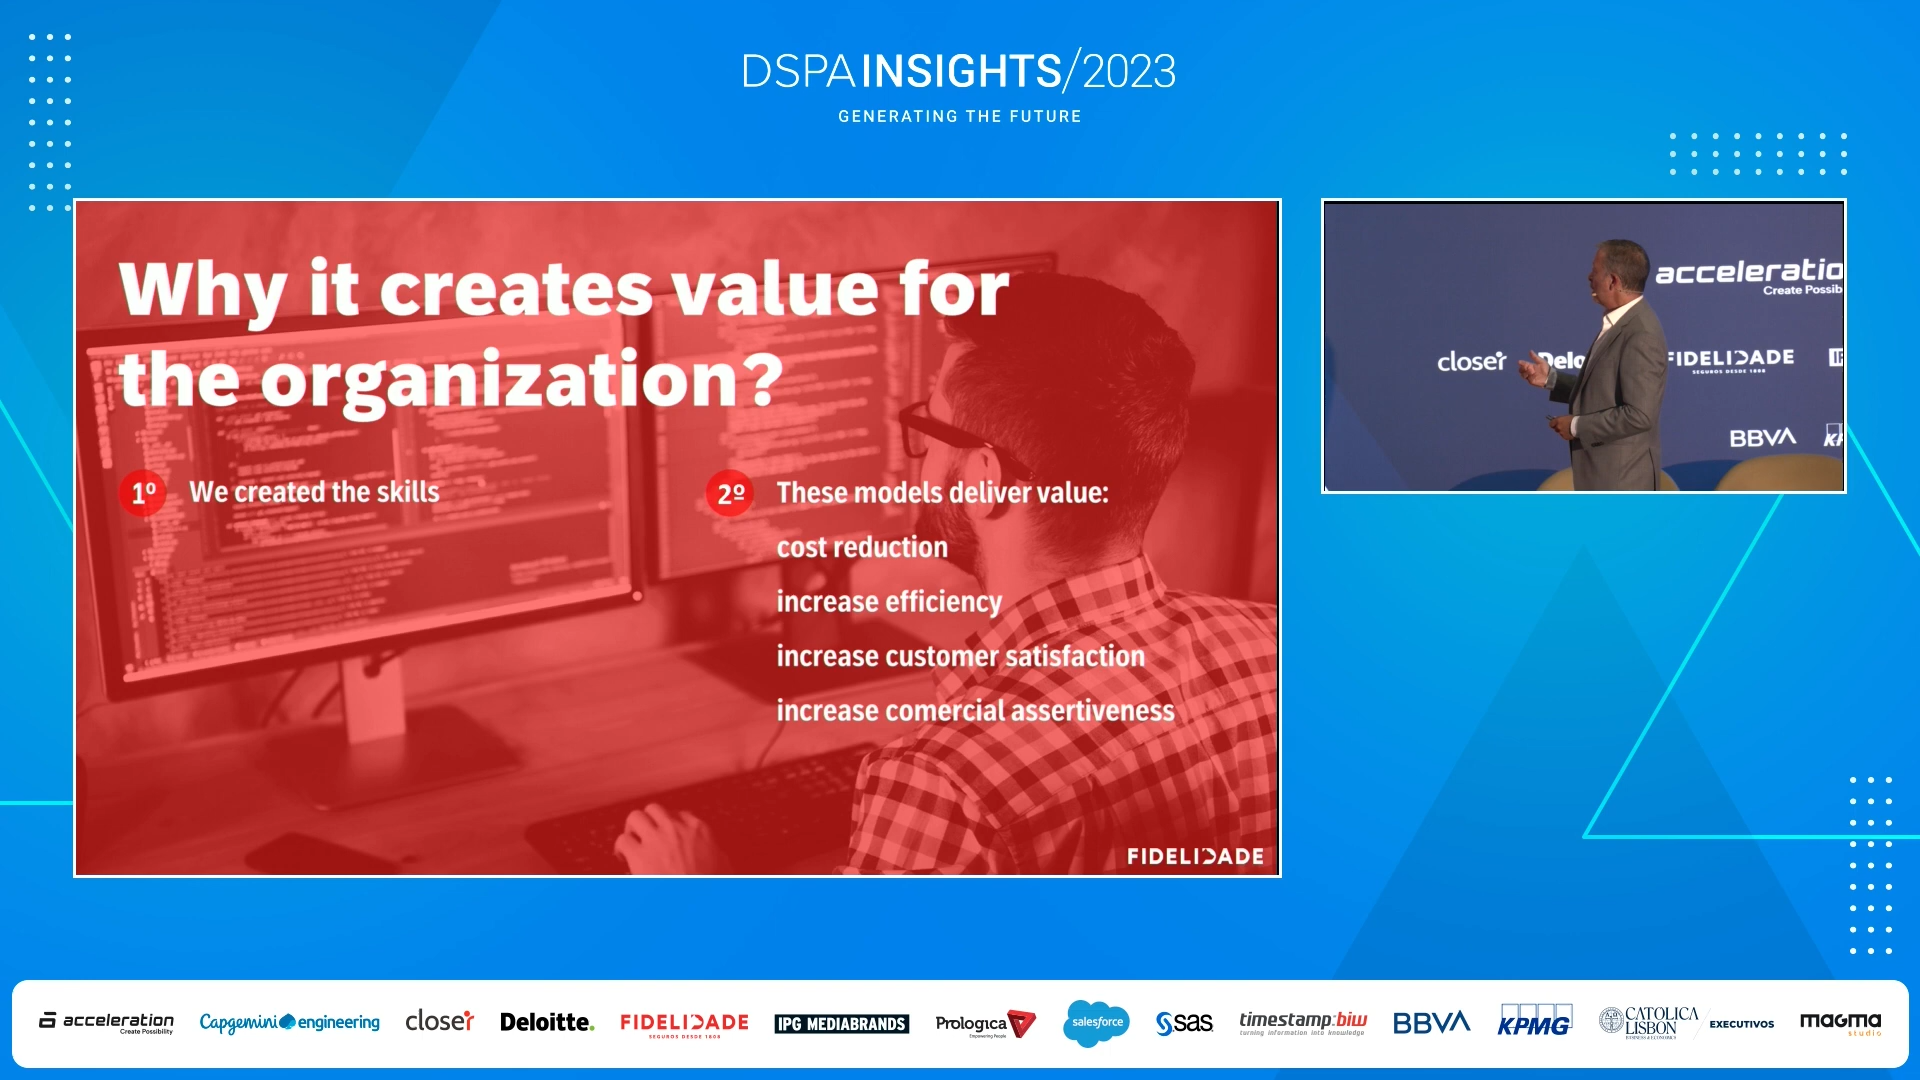 DSPA INSIGHTS/2023
GENERATING THE FUTURE
Why it creates value for
the organization?
1º We created the skills
2º These models deliver value:
cost reduction
increase efficiency
increase customer satisfaction
increase comercial assertiveness
FIDELIDADE
acceleratio
Create Possib
closer Delo FIDELIDADE
SEGUROS DESDE 1808
BBVA
acceleration
Create Possibility
Capgemini engineering
closer
Deloitte.
FIDELIDADE
SEGUROS DESDE 1808
IPG MEDIABRANDS
Prologica
Empowering People
salesforce
sas
timestamp:biw
turning information into knowledge
BBVA
KPMG
CATOLICA
LISBON
BUSINESS & ECONOMICS
EXECUTIVOS
magma
studio